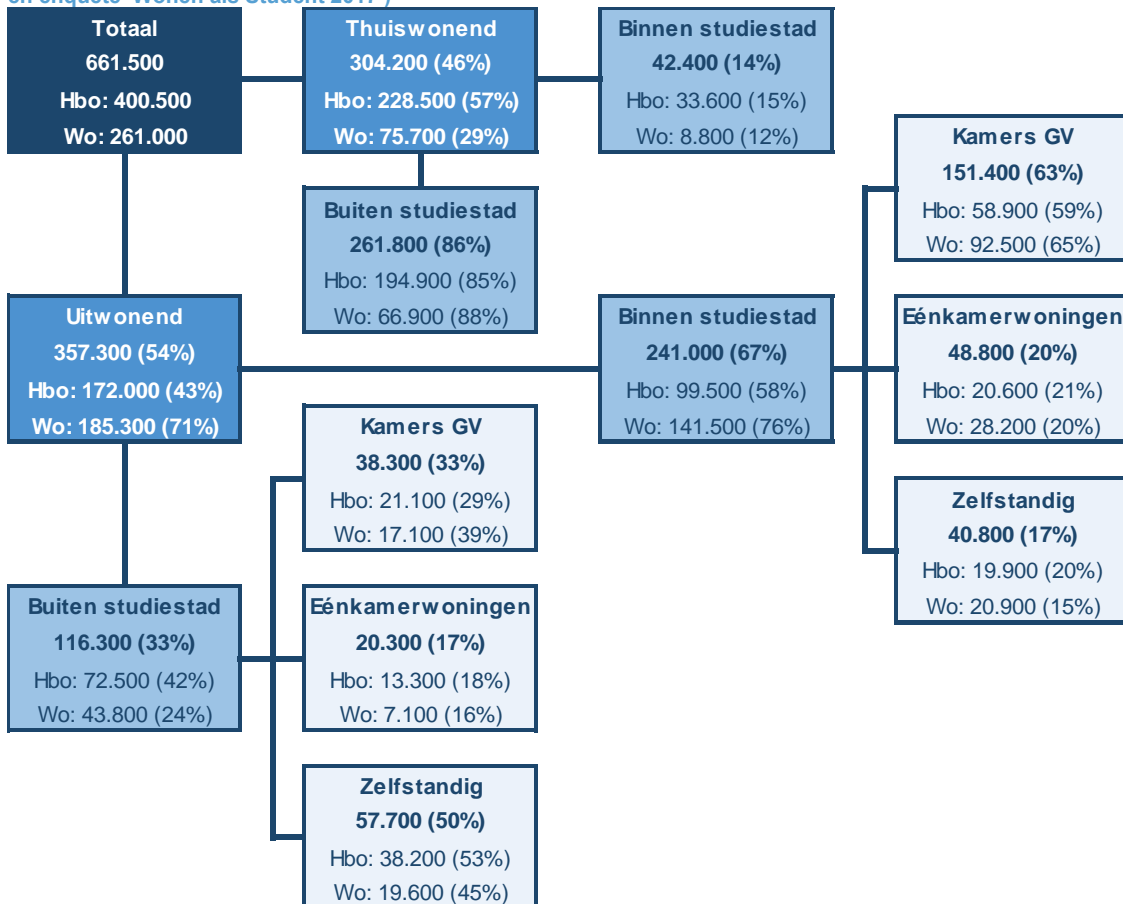 en enquête 'Wonen als Student 2017')
Totaal
661.500
Hbo: 400.500
Wo: 261.000
Thuiswonend
304.200 (46%)
Hbo: 228.500 (57%)
Wo: 75.700 (29%)
Binnen studiestad
42.400 (14%)
Hbo: 33.600 (15%)
Wo: 8.800 (12%)
Buiten studiestad
261.800 (86%)
Hbo: 194.900 (85%)
Wo: 66.900 (88%)
Uitwonend
357.300 (54%)
Hbo: 172.000 (43%)
Wo: 185.300 (71%)
Binnen studiestad
241.000 (67%)
Hbo: 99.500 (58%)
Wo: 141.500 (76%)
Kamers GV
151.400 (63%)
Hbo: 58.900 (59%)
Wo: 92.500 (65%)
Eénkamerwoningen
48.800 (20%)
Hbo: 20.600 (21%)
Wo: 28.200 (20%)
Zelfstandig
40.800 (17%)
Hbo: 19.900 (20%)
Wo: 20.900 (15%)
Buiten studiestad
116.300 (33%)
Hbo: 72.500 (42%)
Wo: 43.800 (24%)
Kamers GV
38.300 (33%)
Hbo: 21.100 (29%)
Wo: 17.100 (39%)
Eénkamerwoningen
20.300 (17%)
Hbo: 13.300 (18%)
Wo: 7.100 (16%)
Zelfstandig
57.700 (50%)
Hbo: 38.200 (53%)
Wo: 19.600 (45%)